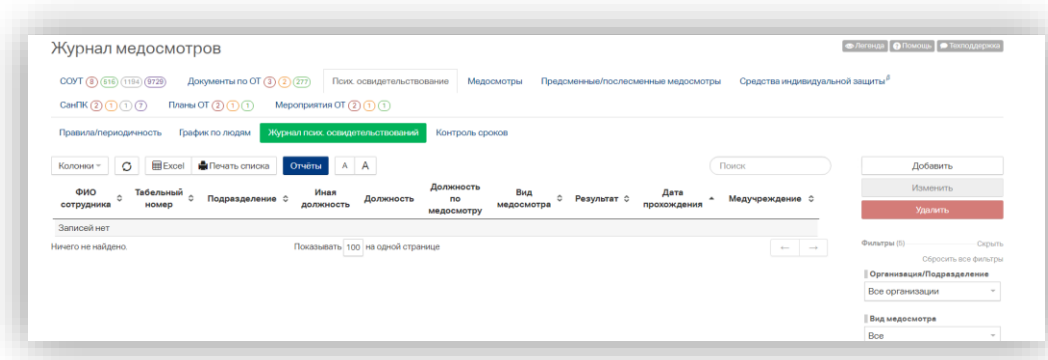 Журнал медосмотров
Легенда Помощь Техподдержка
СОУТ 8 516 1194 9729 Документы по ОТ 3 2 277 Псих. освидетельствование Медосмотры Предсменные/послесменные медосмотры Средства индивидуальной защиты β
СанПК 2 1 1 7 Планы ОТ 2 1 1 Мероприятия ОТ 2 1 1
Правила/периодичность График по людям Журнал псих. освидетельствований Контроль сроков
Колонки Excel Печать списка Отчёты А А Поиск
Добавить
Изменить
Удалить
ФИО сотрудника Табельный номер Подразделение Иная должность Должность Должность по медосмотру Вид медосмотра Результат Дата прохождения Медучреждение
Записей нет
Ничего не найдено. Показывать 100 на одной странице ← →
Фильтры (5) Скрыть
Сбросить все фильтры
Организация/Подразделение
Все организации
Вид медосмотра
Все